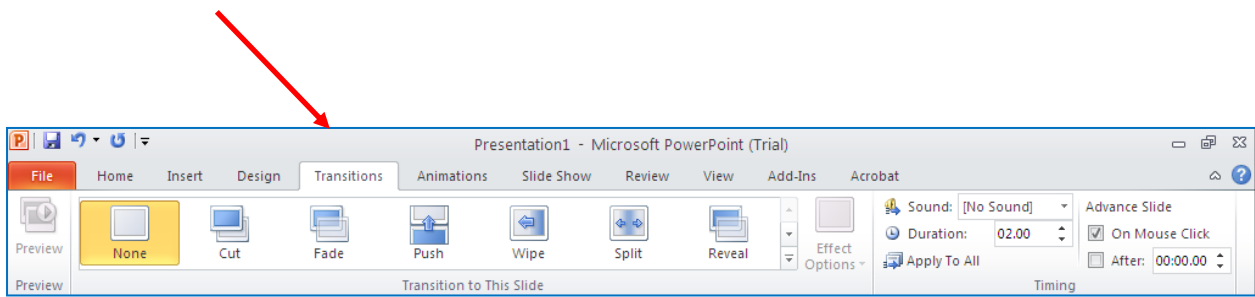 Presentation1 - Microsoft PowerPoint (Trial)
File Home Insert Design Transitions Animations Slide Show Review View Add-Ins Acrobat
Preview
None Cut Fade Push Wipe Split Reveal
Effect Options
Sound: [No Sound]
Duration: 02.00
Apply To All
Advance Slide
On Mouse Click
After: 00:00.00
Preview Transition to This Slide Timing